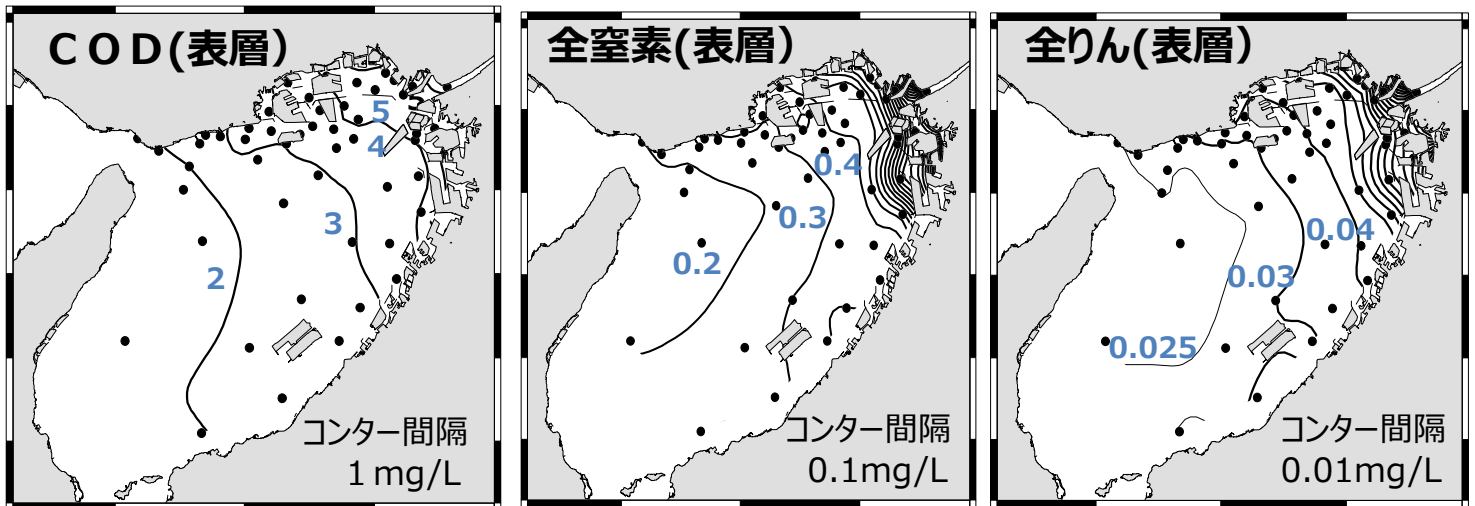 ＣＯＤ(表層）
5
4
3
2
コンター間隔
１mg/L
全窒素(表層）
0.4
0.3
0.2
コンター間隔
0.1mg/L
全りん(表層）
0.04
0.03
0.025
コンター間隔
0.01mg/L